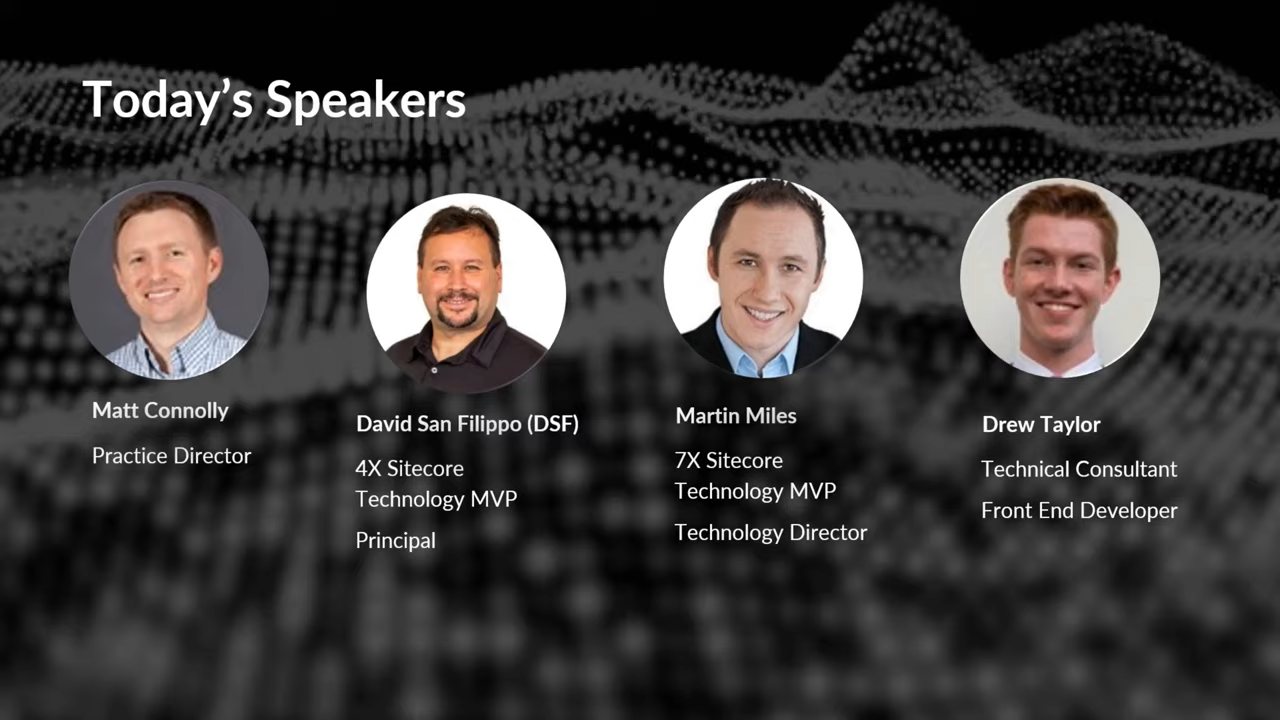 Today’s Speakers
Matt Connolly
Practice Director
David San Filippo (DSF)
4X Sitecore
Technology MVP
Principal
Martin Miles
7X Sitecore
Technology MVP
Technology Director
Drew Taylor
Technical Consultant
Front End Developer